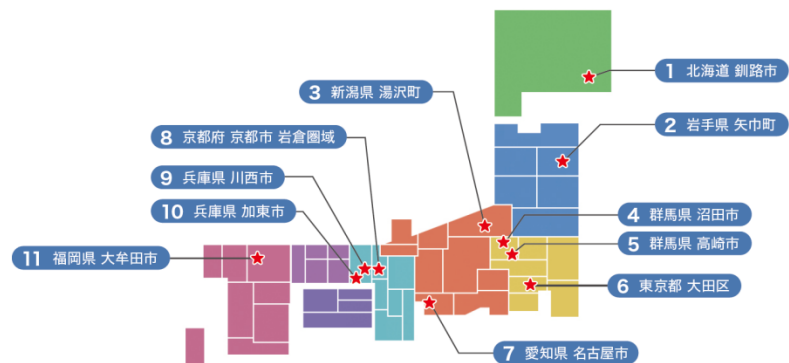 1 北海道 釧路市
2 岩手県 矢巾町
3 新潟県 湯沢町
4 群馬県 沼田市
5 群馬県 高崎市
6 東京都 大田区
7 愛知県 名古屋市
8 京都府 京都市 岩倉圏域
9 兵庫県 川西市
10 兵庫県 加東市
11 福岡県 大牟田市